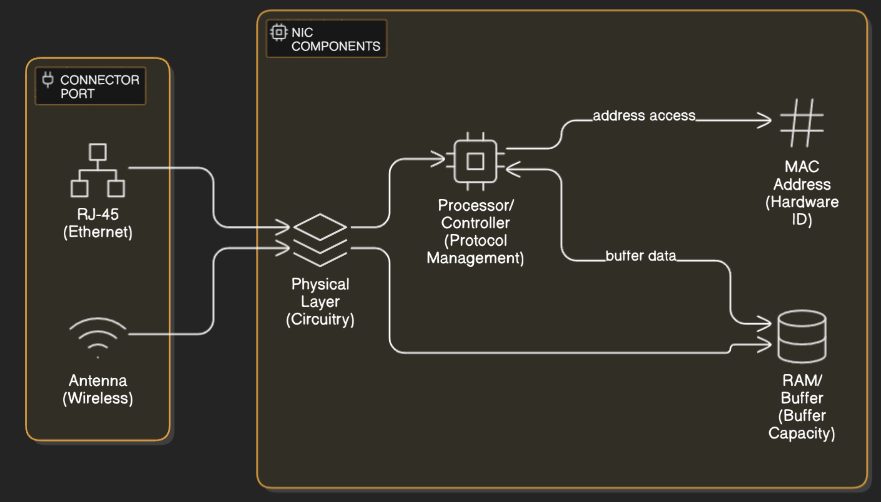 CONNECTOR
PORT
RJ-45
(Ethernet)
Antenna
(Wireless)
NIC
COMPONENTS
Physical
Layer
(Circuitry)
Processor/
Controller
(Protocol
Management)
address access
buffer data
MAC
Address
(Hardware
ID)
RAM/
Buffer
(Buffer
Capacity)